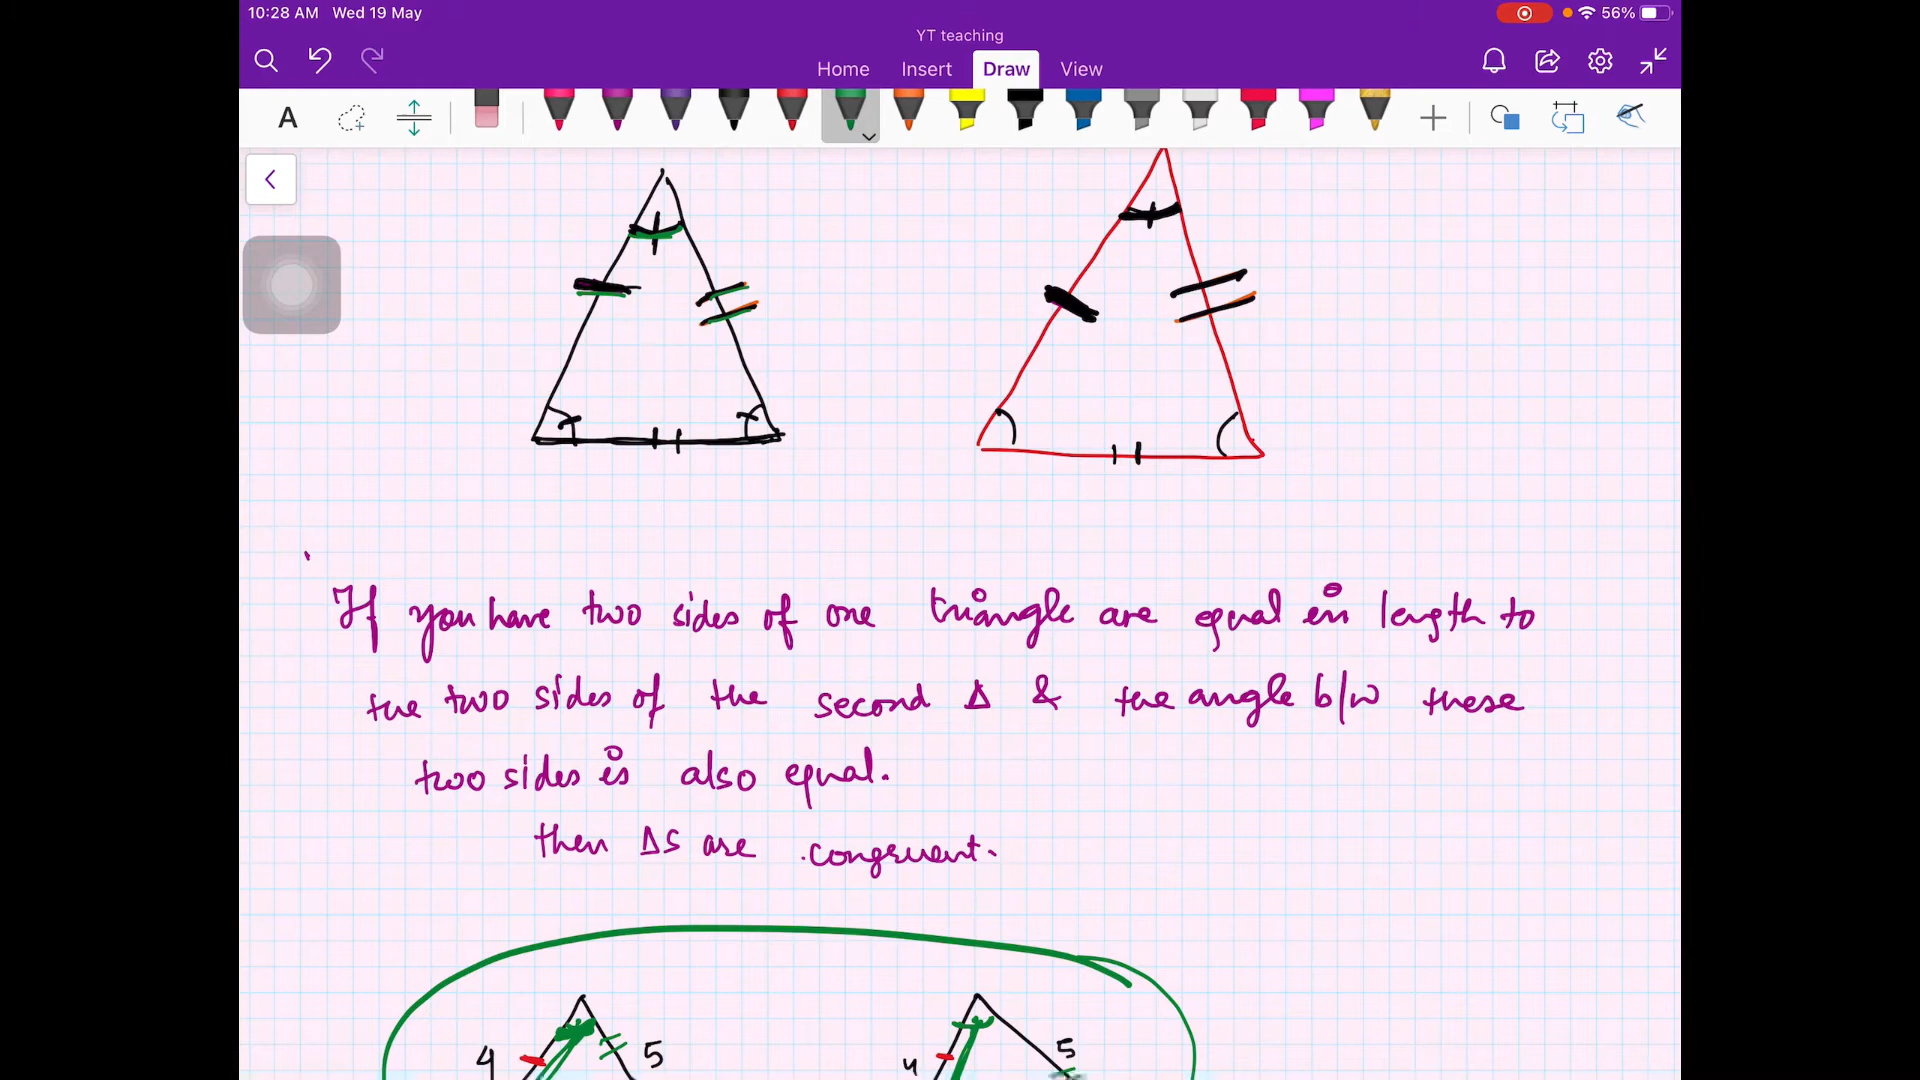 10:28 AM Wed 19 May
56%
YT teaching
Home Insert Draw View
A
If you have two sides of one triangle are equal in length to
the two sides of the second Δ & the angle b/w these
two sides is also equal.
then Δs are congruent.
4 5 4 5